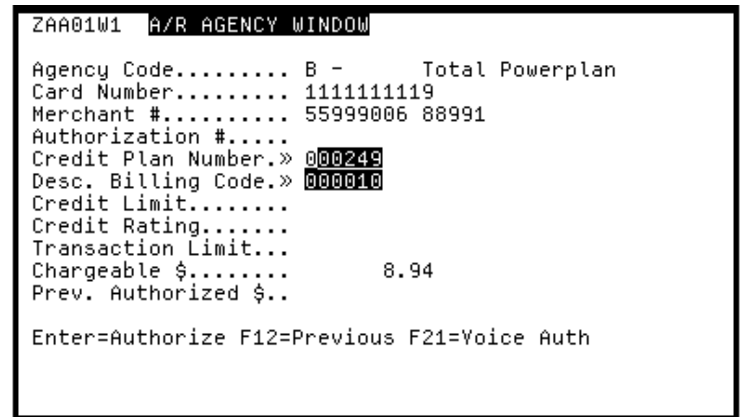 ZAA01W1 A/R AGENCY WINDOW
Agency Code......... B - Total Powerplan
Card Number......... 1111111119
Merchant #.......... 55999006 88991
Authorization #.....
Credit Plan Number.» 000249
Desc. Billing Code.» 000010
Credit Limit........
Credit Rating.......
Transaction Limit...
Chargeable $........ 8.94
Prev. Authorized $..
Enter=Authorize F12=Previous F21=Voice Auth